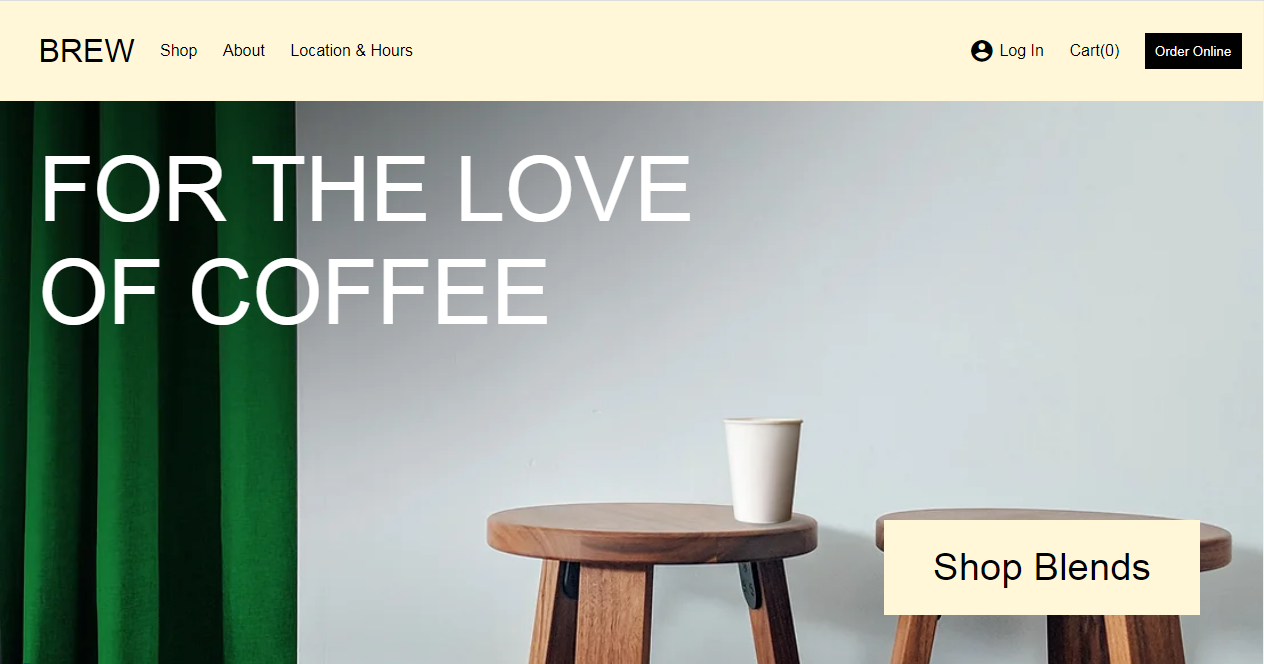 BREW Shop About Location & Hours Log In Cart(0) Order Online
FOR THE LOVE
OF COFFEE
Shop Blends